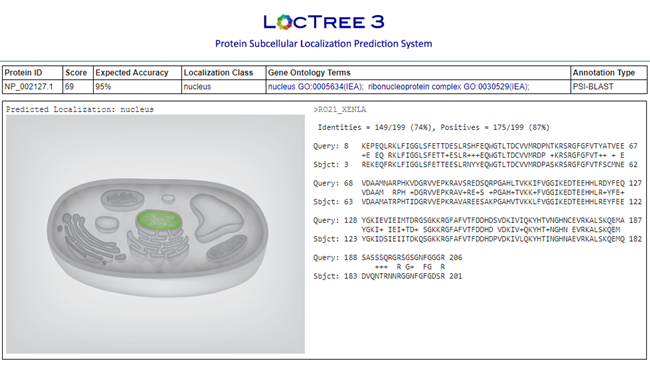 LOCTREE 3
Protein Subcellular Localization Prediction System
Protein ID Score Expected Accuracy Localization Class Gene Ontology Terms Annotation Type
NP_002127.1 69 95% nucleus nucleus GO:0005634(IEA); ribonucleoprotein complex GO:0030529(IEA); PSI-BLAST
Predicted Localization: nucleus
>RO21_XENLA
Identities = 149/199 (74%), Positives = 175/199 (87%)
Query: 8 KEPEQLRKLFIGGLSFETTDESLRSHFEQWGTLTDCVVMRDPNTKRSRGFGFVTYATVEE 67
+E EQ RKLFIGGLSFETT+ESLR+++EQWGTLTDCVVMRDP +KRSRGFGFVT++ + E
Sbjct: 3 REKEQFRKLFIGGLSFETTEESLRNYYEQWGTLTDCVVMRDPASKRSRGFGFVTFSCMNE 62
Query: 68 VDAAMNARPHKVDGRVVEPKRAVSREDSQRPGAHLTVKKIFVGGIKEDTEEHHLRDYFEQ 127
VDAAM RPH +DGRVVEPKRAV+RE+S +PGAH+TVKK+FVGGIKEDTEEHHLR+YFE+
Sbjct: 63 VDAAMATRPHTIDGRVVEPKRAVAREESAKPGAHVTVKKLFVGGIKEDTEEHHLREYFEE 122
Query: 128 YGKIEVIEIMTDRGSGKKRGFAFVTFDDHDSVDKIVIQKYHTVNGHNCEVRKALSKQEMA 187
YGKI+ IEI+TD+ SGKKRGFAFVTFDDHD VDKIV+QKYHT+NGHN EVRKALSKQEM
Sbjct: 123 YGKIDSIEIITDKQSGKKRGFAFVTFDDHDPVDKIVLQKYHTINGHNAEVRKALSKQEMQ 182
Query: 188 SASSSQRGRSGSGNFGGGR 206
+++ R G+ FG R
Sbjct: 183 DVQNTRNNRGGNFGFGDSR 201